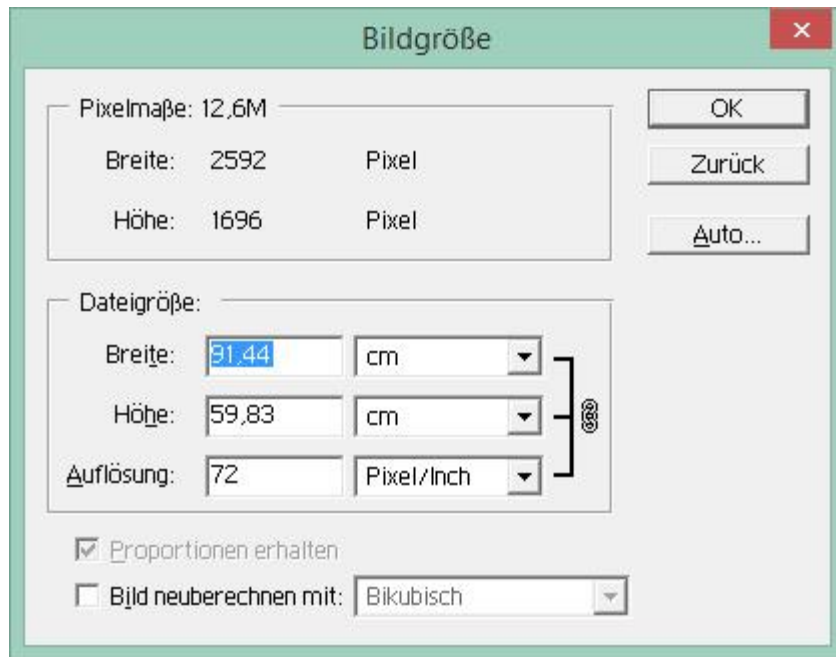 Bildgröße
Pixelmaße: 12,6M
OK
Breite: 2592 Pixel
Zurück
Höhe: 1696 Pixel
Auto...
Dateigröße:
Breite: 91,44 cm
Höhe: 59,83 cm
Auflösung: 72 Pixel/Inch
Proportionen erhalten
Bild neuberechnen mit: Bikubisch